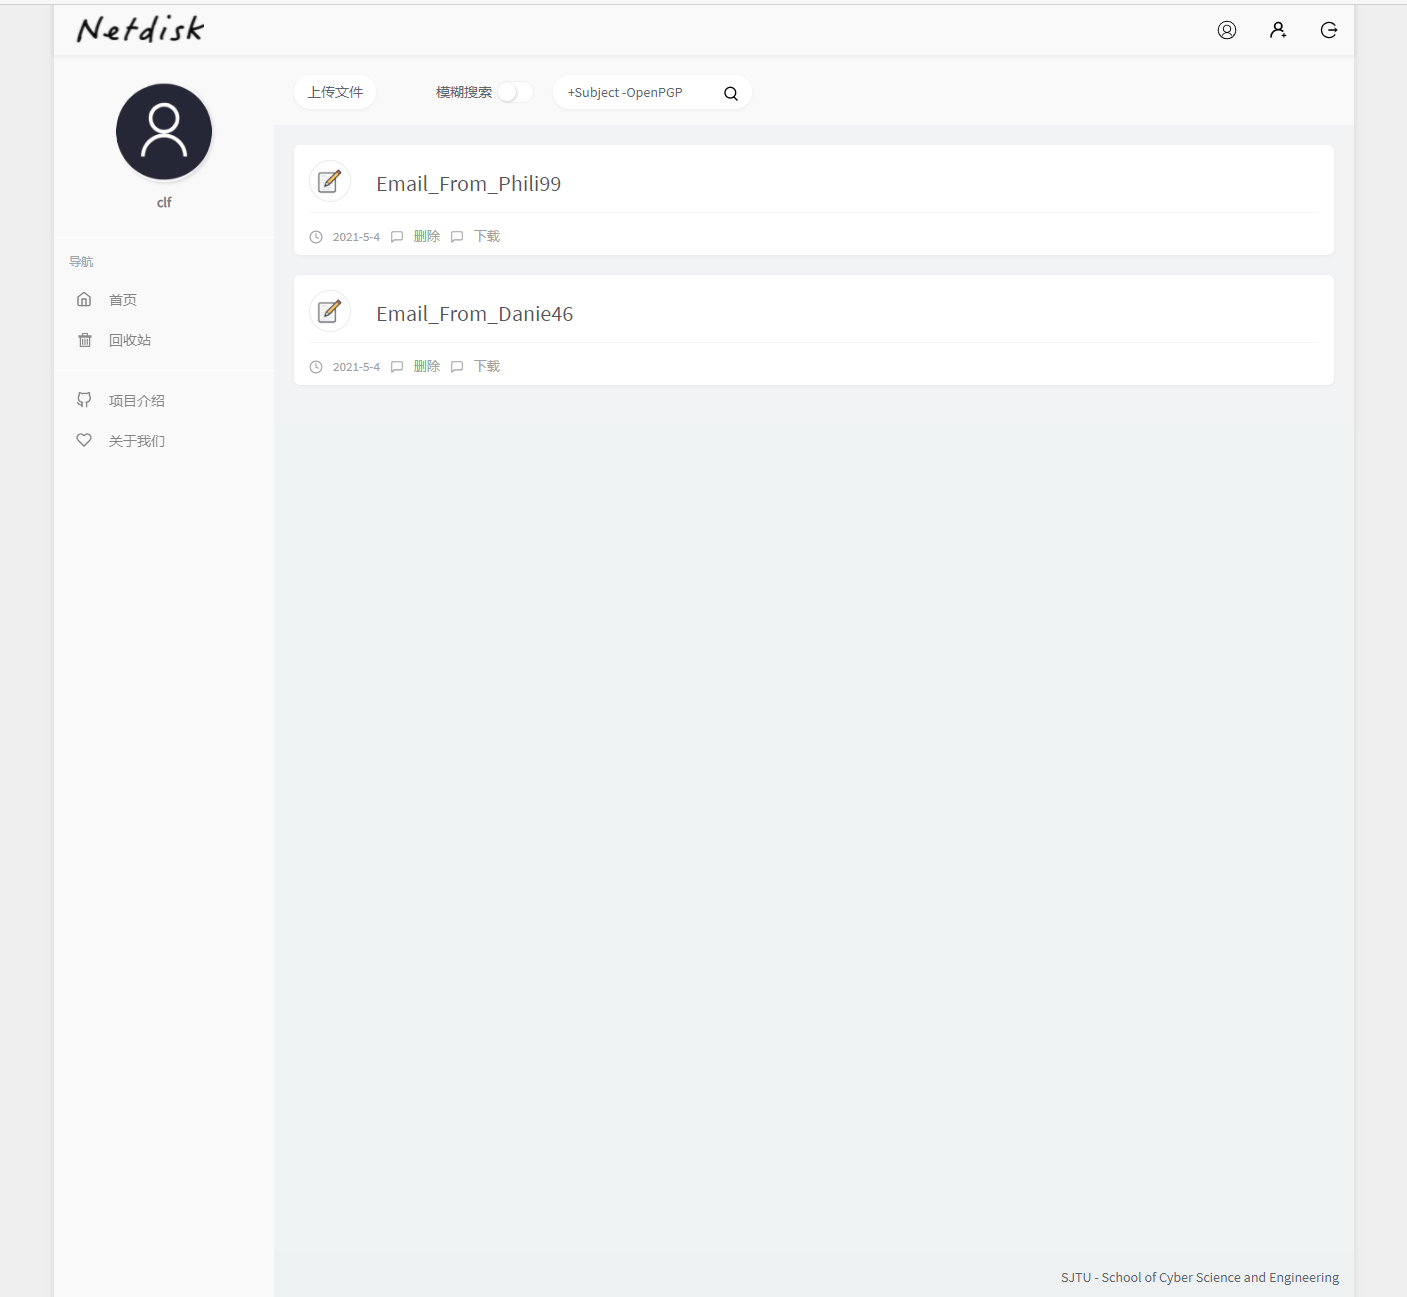 Netdisk
clf
导航
首页
回收站
项目介绍
关于我们
上传文件
模糊搜索
+Subject -OpenPGP
Email_From_Phili99
2021-5-4 删除 下载
Email_From_Danie46
2021-5-4 删除 下载
SJTU - School of Cyber Science and Engineering